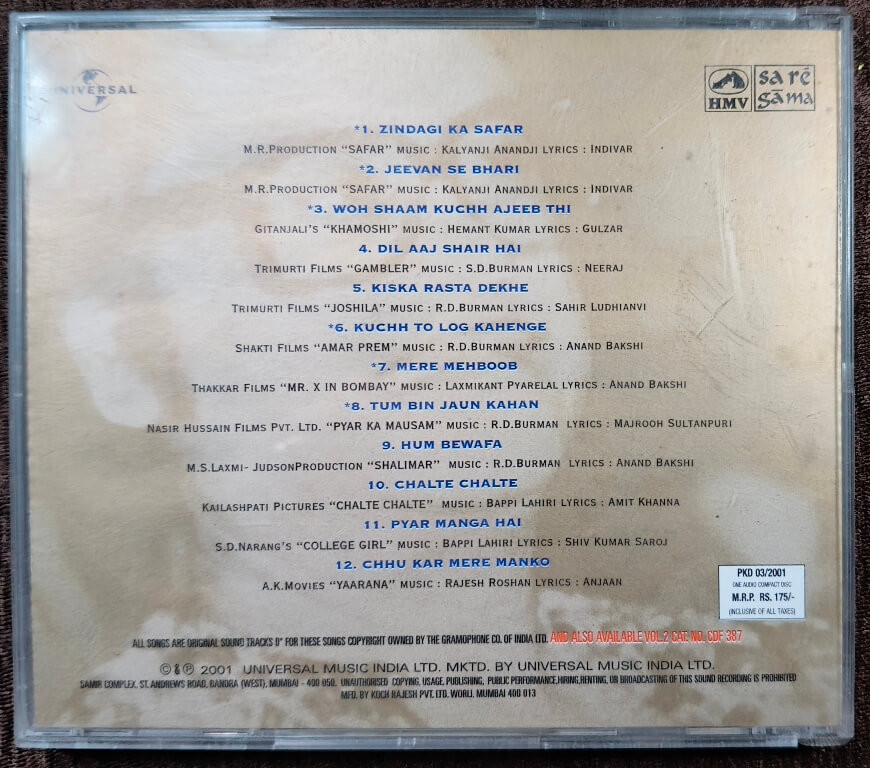 UNIVERSAL
HMV
sa rē
gāma
*1. ZINDAGI KA SAFAR
M.R.PRODUCTION "SAFAR" MUSIC : KALYANJI ANANDJI LYRICS : INDIVAR
*2. JEEVAN SE BHARI
M.R.PRODUCTION "SAFAR" MUSIC : KALYANJI ANANDJI LYRICS : INDIVAR
*3. WOH SHAAM KUCHH AJEEB THI
GITANJALI'S "KHAMOSHI" MUSIC : HEMANT KUMAR LYRICS : GULZAR
4. DIL AAJ SHAIR HAI
TRIMURTI FILMS "GAMBLER" MUSIC : S.D.BURMAN LYRICS : NEERAJ
5. KISKA RASTA DEKHE
TRIMURTI FILMS "JOSHILA" MUSIC : R.D.BURMAN LYRICS : SAHIR LUDHIANVI
*6. KUCHH TO LOG KAHENGE
SHAKTI FILMS "AMAR PREM" MUSIC : R.D.BURMAN LYRICS : ANAND BAKSHI
*7. MERE MEHBOOB
THAKKAR FILMS "MR. X IN BOMBAY" MUSIC : LAXMIKANT PYARELAL LYRICS : ANAND BAKSHI
*8. TUM BIN JAUN KAHAN
NASIR HUSSAIN FILMS PVT. LTD. "PYAR KA MAUSAM" MUSIC : R.D.BURMAN LYRICS : MAJROOH SULTANPURI
9. HUM BEWAFA
M.S.LAXMI- JUDSONPRODUCTION "SHALIMAR" MUSIC : R.D.BURMAN LYRICS : ANAND BAKSHI
10. CHALTE CHALTE
KAILASHPATI PICTURES "CHALTE CHALTE" MUSIC : BAPPI LAHIRI LYRICS : AMIT KHANNA
11. PYAR MANGA HAI
S.D.NARANG'S "COLLEGE GIRL" MUSIC : BAPPI LAHIRI LYRICS : SHIV KUMAR SAROJ
12. CHHU KAR MERE MANKO
A.K.MOVIES "YAARANA" MUSIC : RAJESH ROSHAN LYRICS : ANJAAN
PKD 03/2001
ONE AUDIO COMPACT DISC
M.R.P. RS. 175/-
(INCLUSIVE OF ALL TAXES)
ALL SONGS ARE ORIGINAL SOUND TRACKS 0* FOR THESE SONGS COPYRIGHT OWNED BY THE GRAMOPHONE CO. OF INDIA LTD. AND ALSO AVAILABLE VOL.2 CAT. NO. CDF 387
© & ℗ 2001 UNIVERSAL MUSIC INDIA LTD. MKTD. BY UNIVERSAL MUSIC INDIA LTD.
SAMIR COMPLEX, ST. ANDREWS ROAD, BANDRA (WEST), MUMBAI - 400 050. UNAUTHORISED COPYING, USAGE, PUBLISHING, PUBLIC PERFORMANCE,HIRING,RENTING, OR BROADCASTING OF THIS SOUND RECORDING IS PROHIBITED
MFD. BY KOCH RAJESH PVT. LTD. WORLI, MUMBAI 400 013